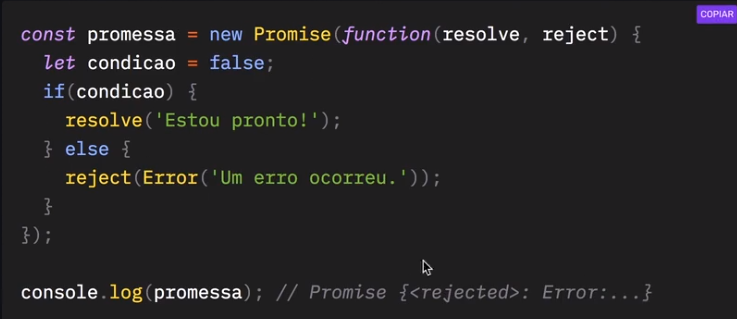 COPIAR
const promessa = new Promise(function(resolve, reject) {
  let condicao = false;
  if(condicao) {
    resolve('Estou pronto!');
  } else {
    reject(Error('Um erro ocorreu.'));
  }
});

console.log(promessa); // Promise {<rejected>: Error:...}